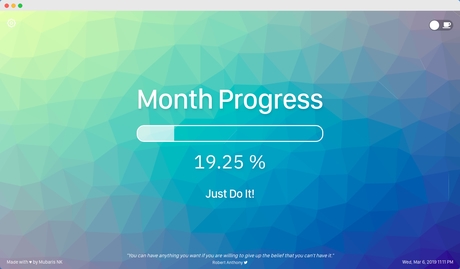 Month Progress
19.25 %
Just Do It!
"You can have anything you want if you are willing to give up the belief that you can't have it."
Robert Anthony
Made with ♥ by Mubaris NK
Wed, Mar 6, 2019 11:11 PM